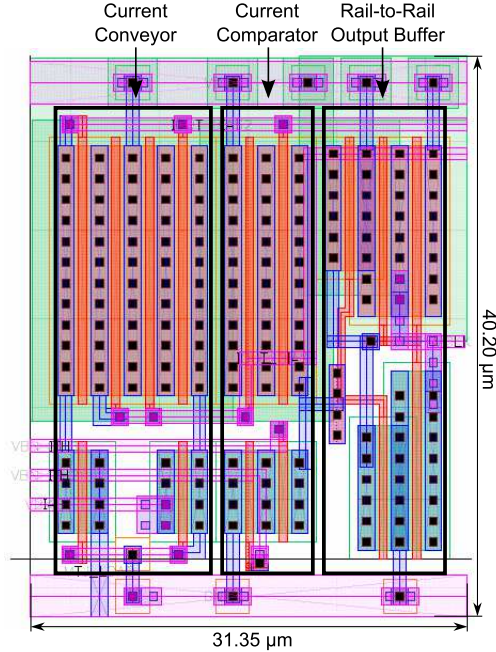 Current
Conveyor
Current
Comparator
Rail-to-Rail
Output Buffer
40.20 µm
31.35 µm